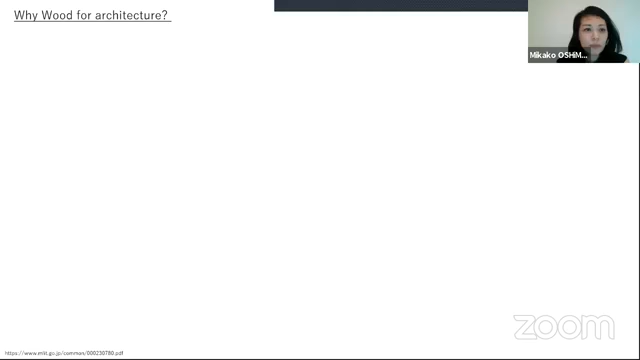 Why Wood for architecture?
Mikako OSHIM...
zoom
https://www.mlit.go.jp/common/000230780.pdf